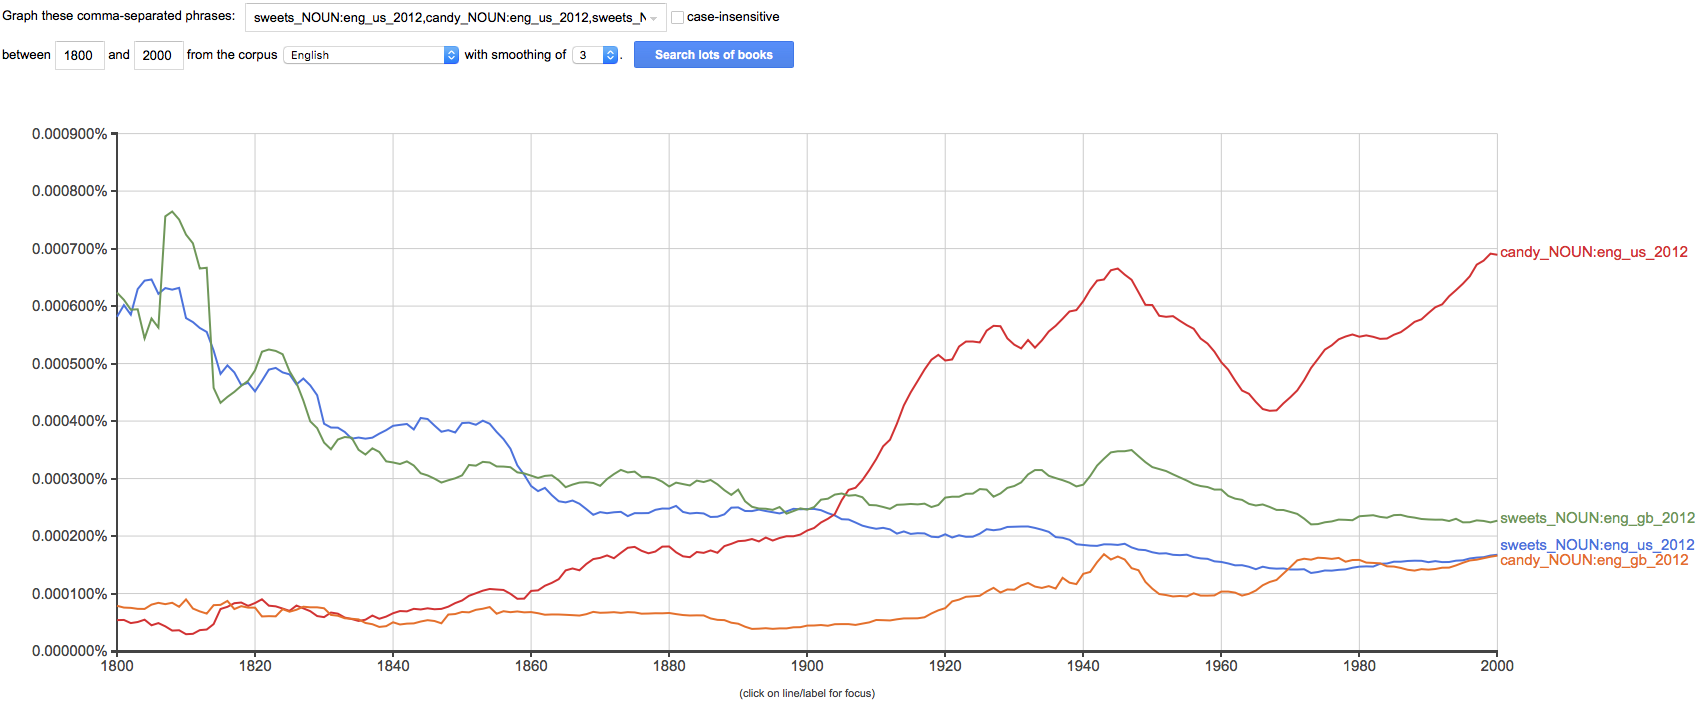 Graph these comma-separated phrases: sweets_NOUN:eng_us_2012,candy_NOUN:eng_us_2012,sweets_N case-insensitive
between 1800 and 2000 from the corpus English with smoothing of 3 . Search lots of books
0.000900%
0.000800%
0.000700%
0.000600%
0.000500%
0.000400%
0.000300%
0.000200%
0.000100%
0.000000%
candy_NOUN:eng_us_2012
sweets_NOUN:eng_gb_2012
sweets_NOUN:eng_us_2012
candy_NOUN:eng_gb_2012
1800 1820 1840 1860 1880 1900 1920 1940 1960 1980 2000
(click on line/label for focus)